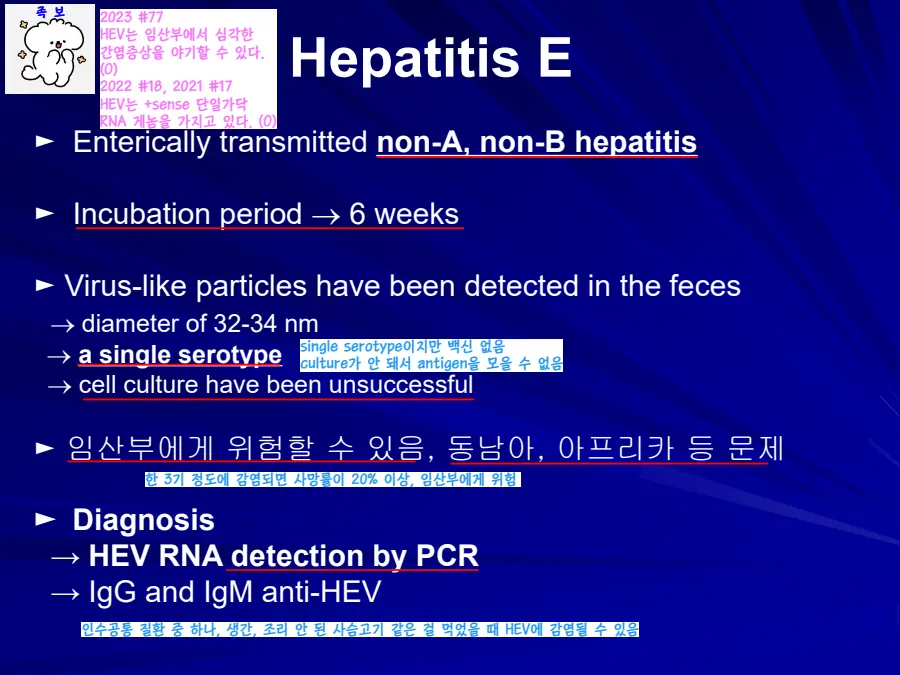 족 보
2023 #77
HEV는 임산부에서 심각한
간염증상을 야기할 수 있다.
(O)
2022 #18, 2021 #17
HEV는 +sense 단일가닥
RNA 게놈을 가지고 있다. (O)
Hepatitis E
► Enterically transmitted non-A, non-B hepatitis
► Incubation period → 6 weeks
► Virus-like particles have been detected in the feces
→ diameter of 32-34 nm
→ a single serotype
single serotype이지만 백신 없음
culture가 안 돼서 antigen을 모을 수 없음
→ cell culture have been unsuccessful
► 임산부에게 위험할 수 있음, 동남아, 아프리카 등 문제
한 3기 정도에 감염되면 사망률이 20% 이상, 임산부에게 위험
► Diagnosis
→ HEV RNA detection by PCR
→ IgG and IgM anti-HEV
인수공통 질환 중 하나, 생간, 조리 안 된 사슴고기 같은 걸 먹었을 때 HEV에 감염될 수 있음